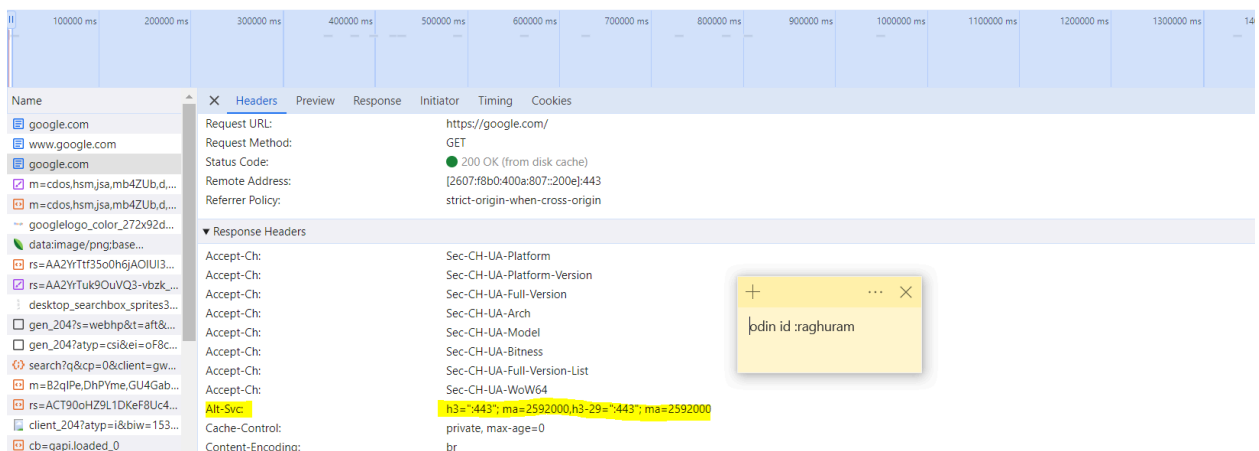 100000 ms 200000 ms 300000 ms 400000 ms 500000 ms 600000 ms 700000 ms 800000 ms 900000 ms 1000000 ms 1100000 ms 1200000 ms 1300000 ms 14
Name
google.com
www.google.com
google.com
m=cdos,hsm,jsa,mb4ZUb,d,...
m=cdos,hsm,jsa,mb4ZUb,d,...
googlelogo_color_272x92d...
data:image/png;base...
rs=AA2YrTtf35o0h6jAOIUI3...
rs=AA2YrTuk9OuVQ3-vbzk_...
desktop_searchbox_sprites3...
gen_204?s=webhp&t=aft&...
gen_204?atyp=csi&ei=oF8c...
search?q&cp=0&client=gw...
m=B2qlPe,DhPYme,GU4Gab...
rs=ACT90oHZ9L1DKeF8Uc4...
client_204?atyp=i&biw=153...
cb=gapi.loaded_0
Headers Preview Response Initiator Timing Cookies
Request URL: https://google.com/
Request Method: GET
Status Code: 200 OK (from disk cache)
Remote Address: [2607:f8b0:400a:807::200e]:443
Referrer Policy: strict-origin-when-cross-origin
Response Headers
Accept-Ch: Sec-CH-UA-Platform
Accept-Ch: Sec-CH-UA-Platform-Version
Accept-Ch: Sec-CH-UA-Full-Version
Accept-Ch: Sec-CH-UA-Arch
Accept-Ch: Sec-CH-UA-Model
Accept-Ch: Sec-CH-UA-Bitness
Accept-Ch: Sec-CH-UA-Full-Version-List
Accept-Ch: Sec-CH-UA-WoW64
Alt-Svc: h3=":443"; ma=2592000,h3-29=":443"; ma=2592000
Cache-Control: private, max-age=0
Content-Encoding: br
odin id :raghuram